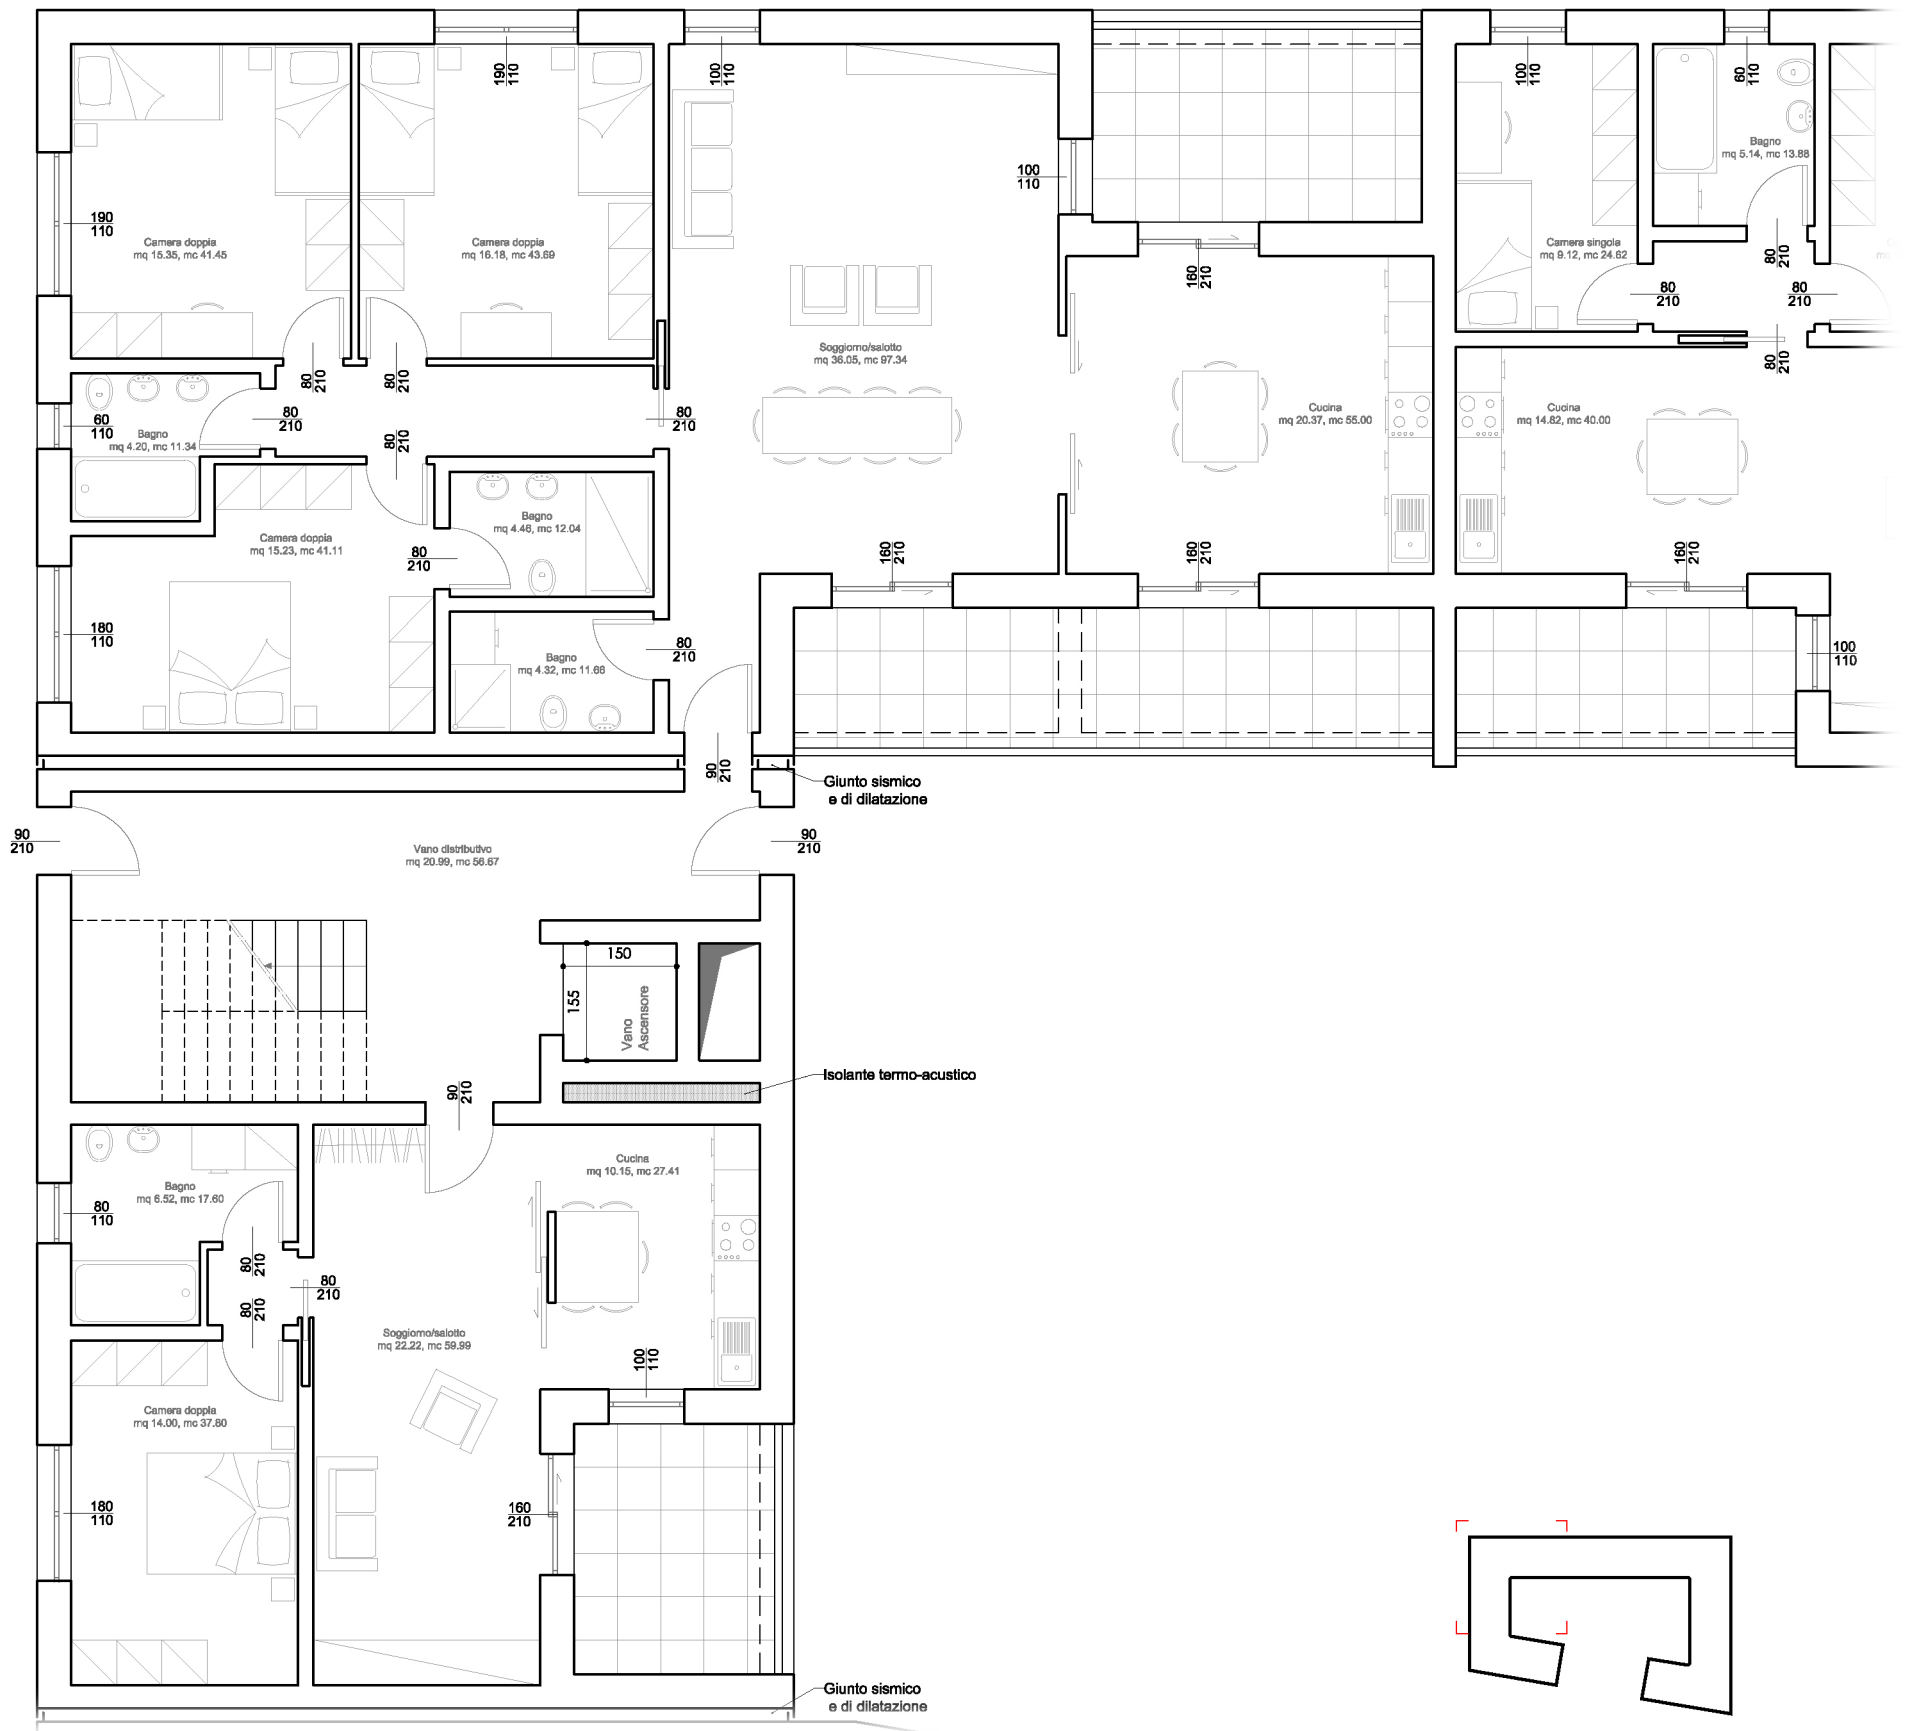 190
110
100
110
100
110
60
110
190
110
Camera doppia
mq 15.35, mc 41.45
Camera doppia
mq 16.18, mc 43.69
100
110
Bagno
mq 5.14, mc 13.88
Camera singola
mq 9.12, mc 24.62
160
210
80
210
80
210
80
210
80
210
Soggiorno/salotto
mq 36.05, mc 97.34
80
210
80
210
60
110
Bagno
mq 4.20, mc 11.34
80
210
80
210
80
210
Cucina
mq 20.37, mc 55.00
Cucina
mq 14.82, mc 40.00
Camera doppia
mq 15.23, mc 41.11
Bagno
mq 4.46, mc 12.04
80
210
160
210
160
210
160
210
180
110
Bagno
mq 4.32, mc 11.66
80
210
100
110
90
210
Giunto sismico
e di dilatazione
90
210
Vano distributivo
mq 20.99, mc 56.67
90
210
150
155
Vano
Ascensore
Isolante termo-acustico
90
210
Bagno
mq 6.52, mc 17.60
Cucina
mq 10.15, mc 27.41
80
110
80
210
80
210
80
210
Soggiorno/salotto
mq 22.22, mc 59.99
100
110
Camera doppia
mq 14.00, mc 37.80
180
110
160
210
Giunto sismico
e di dilatazione